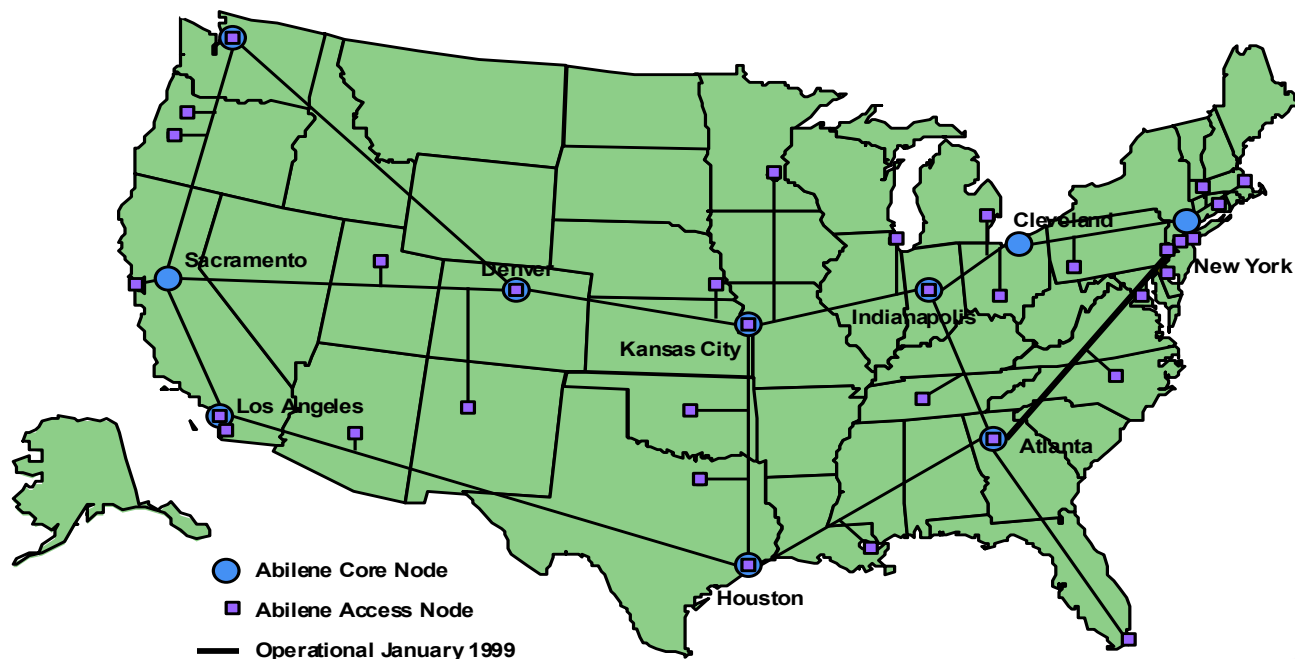 Cleveland
Sacramento
Denver
New York
Indianapolis
Kansas City
Los Angeles
Atlanta
Abilene Core Node
Houston
Abilene Access Node
Operational January 1999